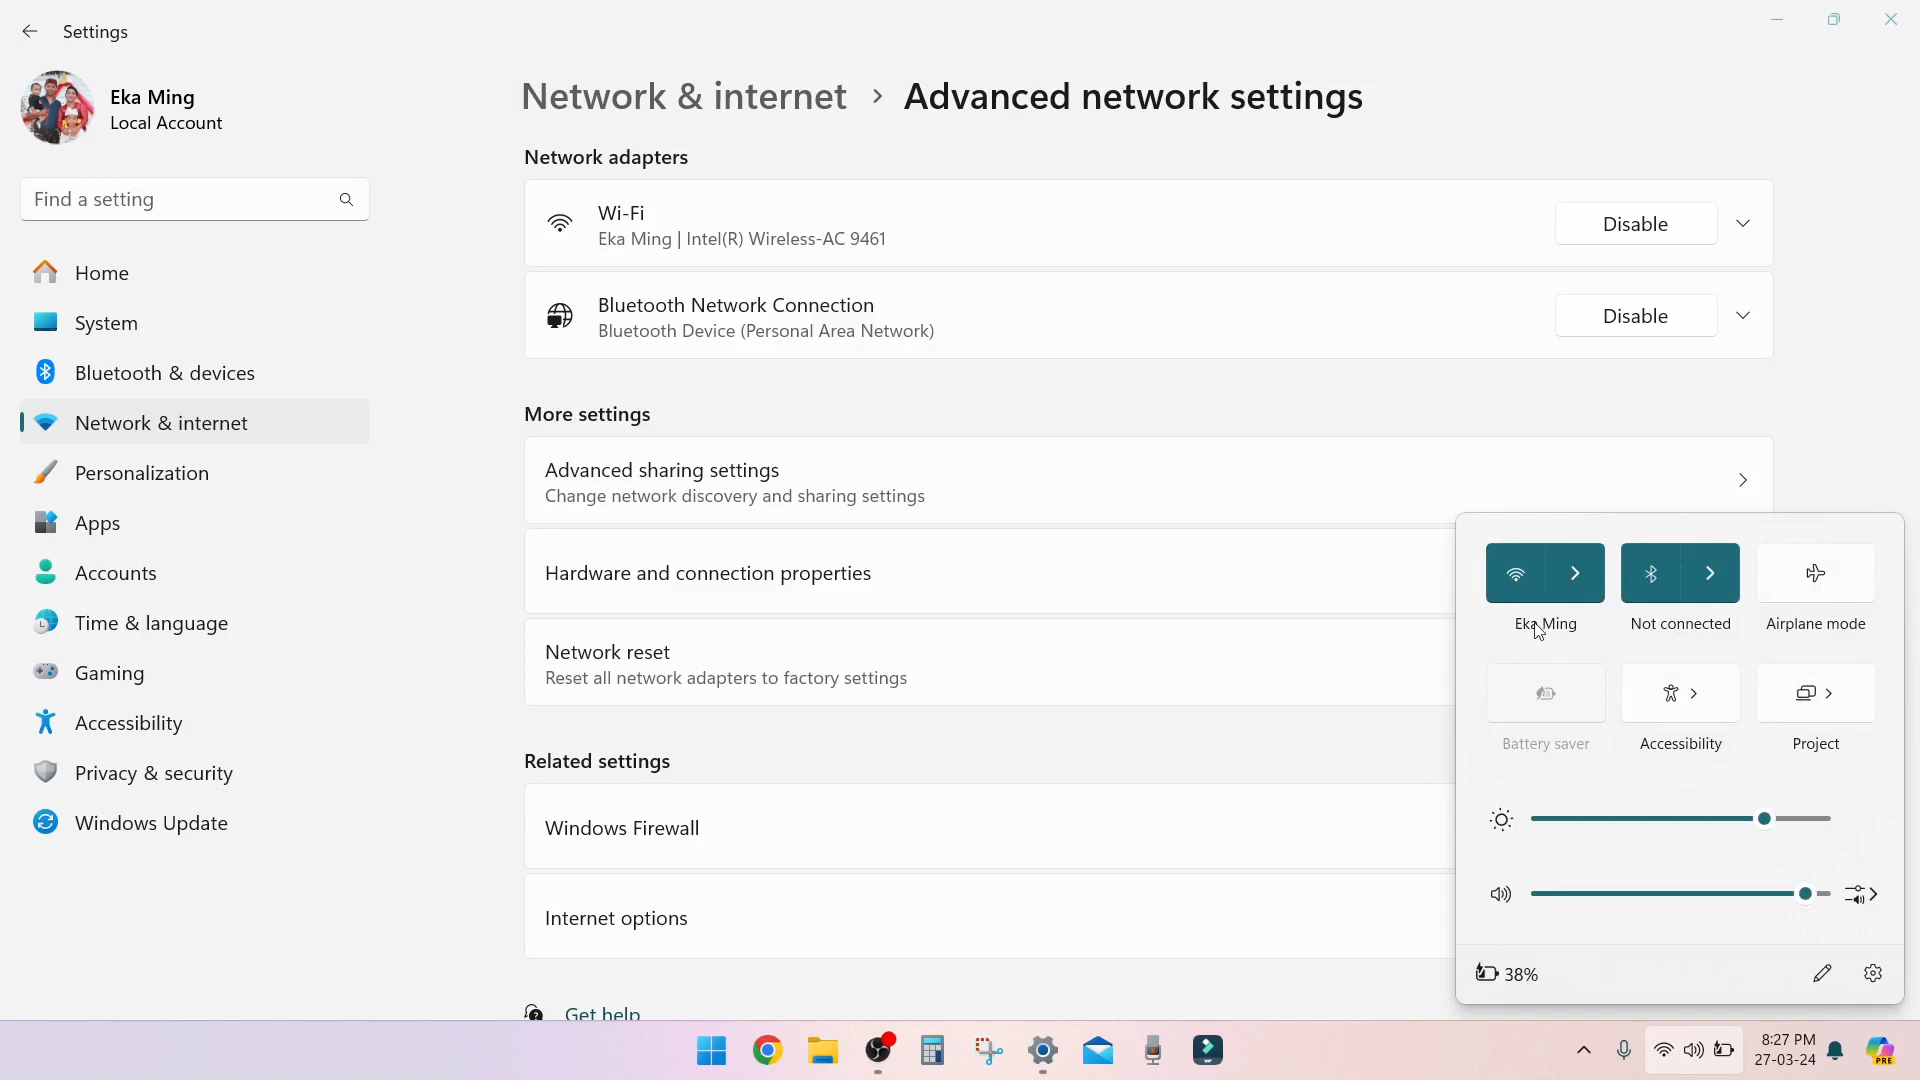 Settings
Eka Ming
Local Account
Find a setting
Home
System
Bluetooth & devices
Network & internet
Personalization
Apps
Accounts
Time & language
Gaming
Accessibility
Privacy & security
Windows Update
Network & internet > Advanced network settings
Network adapters
Wi-Fi
Eka Ming | Intel(R) Wireless-AC 9461
Disable
Bluetooth Network Connection
Bluetooth Device (Personal Area Network)
Disable
More settings
Advanced sharing settings
Change network discovery and sharing settings
Hardware and connection properties
Network reset
Reset all network adapters to factory settings
Related settings
Windows Firewall
Internet options
Get help
Eka Ming
Not connected
Airplane mode
Battery saver
Accessibility
Project
38%
8:27 PM
27-03-24
PRE